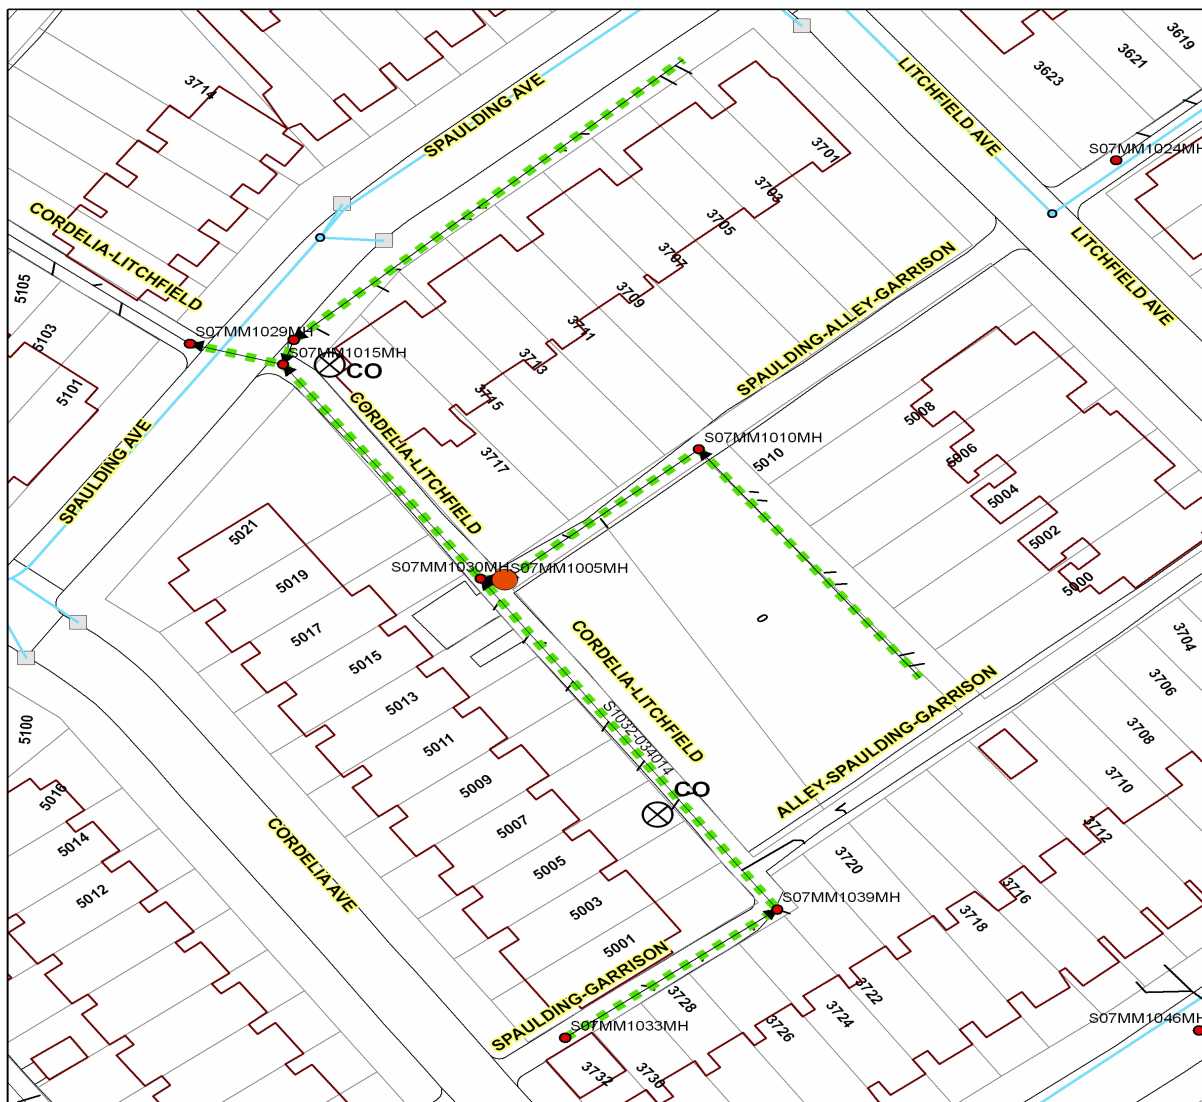 3619
3621
3623
LITCHFIELD AVE
S07MM1024MH
3714
SPAULDING AVE
CORDELIA-LITCHFIELD
3701
3703
3705
3707
3709
3711
3713
3715
3717
LITCHFIELD AVE
SPAULDING-ALLEY-GARRISON
5105
5103
5101
S07MM1029MH
S07MM1015MH
CO
CORDELIA-LITCHFIELD
SPAULDING AVE
S07MM1010MH
5010
5008
5006
5004
5002
5000
5021
5019
5017
5015
5013
5011
5009
5007
5005
5003
5001
S07MM1030MH
S07MM1005MH
0
CORDELIA-LITCHFIELD
S1032-034014
CO
ALLEY-SPAULDING-GARRISON
3704
3706
3708
3710
3712
3716
3718
3720
3722
3724
3726
3728
3730
3732
S07MM1039MH
SPAULDING-GARRISON
S07MM1033MH
S07MM1046MH
5100
5016
5014
5012
CORDELIA AVE